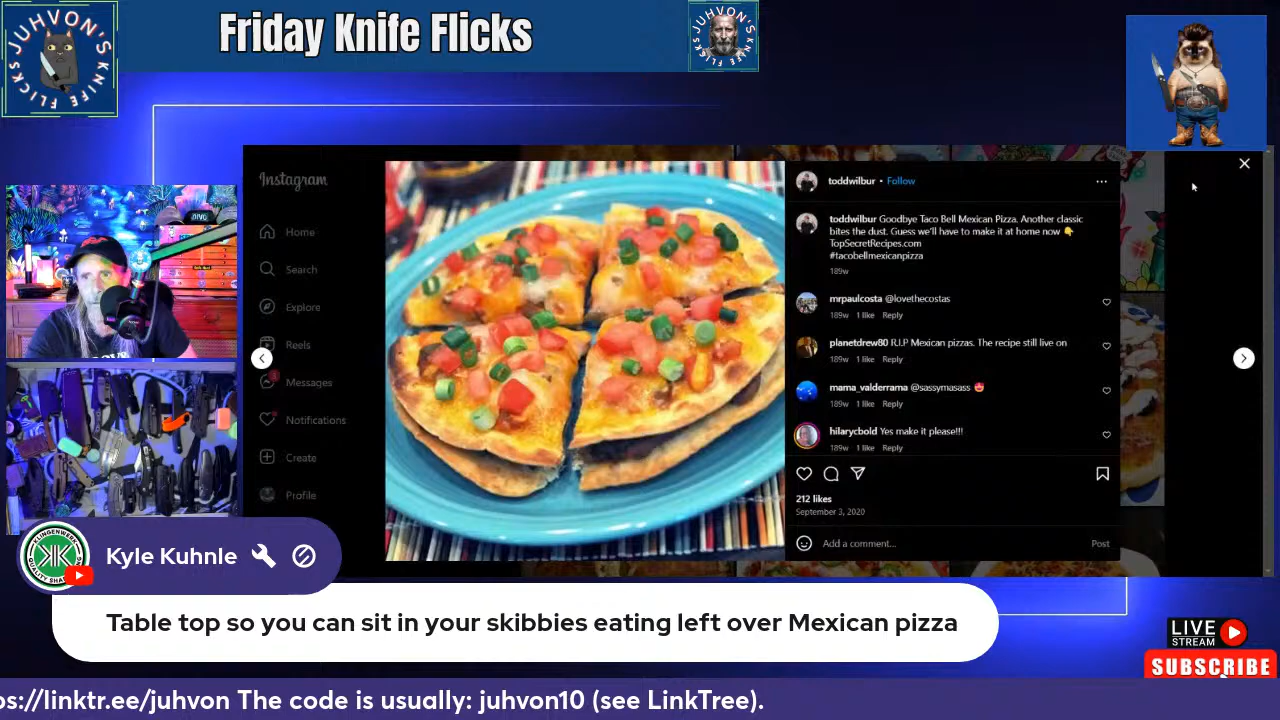 JUHVON'S
KNIFE FLICKS
Friday Knife Flicks
JUHVON'S
KNIFE FLICKS
Instagram
Home
Search
Explore
Reels
Messages
Notifications
Create
Profile
toddwilbur • Follow
toddwilbur Goodbye Taco Bell Mexican Pizza. Another classic
bites the dust. Guess we'll have to make it at home now 👇
TopSecretRecipes.com
#tacobellmexicanpizza
189w
mrpaulcosta @lovethecostas
189w 1 like Reply
planetdrew80 R.I.P Mexican pizzas. The recipe still live on
189w 1 like Reply
mama_valderrama @sassymasass 😍
189w 1 like Reply
hilarycbold Yes make it please!!!
189w 1 like Reply
212 likes
September 3, 2020
Add a comment...
Post
Kyle Kuhnle
Table top so you can sit in your skibbies eating left over Mexican pizza
LIVE
STREAM
SUBSCRIBE
ps://linktr.ee/juhvon The code is usually: juhvon10 (see LinkTree).